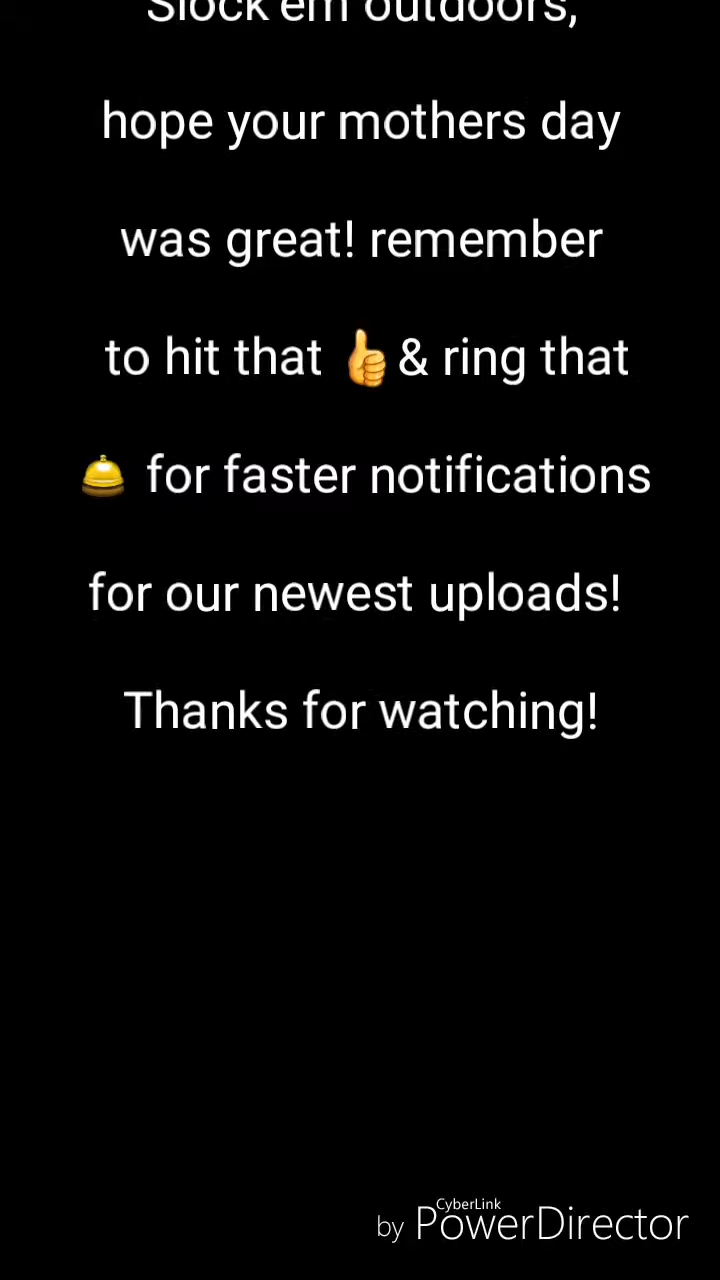 Slock em outdoors,
hope your mothers day
was great! remember
to hit that 👍 & ring that
🛎 for faster notifications
for our newest uploads!
Thanks for watching!
by CyberLink PowerDirector